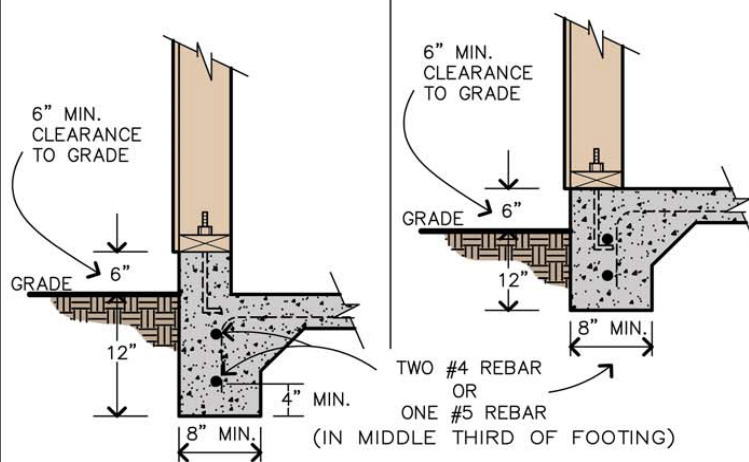 6" MIN.
CLEARANCE
TO GRADE
GRADE
6"
12"
4" MIN.
8" MIN.
6" MIN.
CLEARANCE
TO GRADE
GRADE
6"
12"
8" MIN.
TWO #4 REBAR
OR
ONE #5 REBAR
(IN MIDDLE THIRD OF FOOTING)